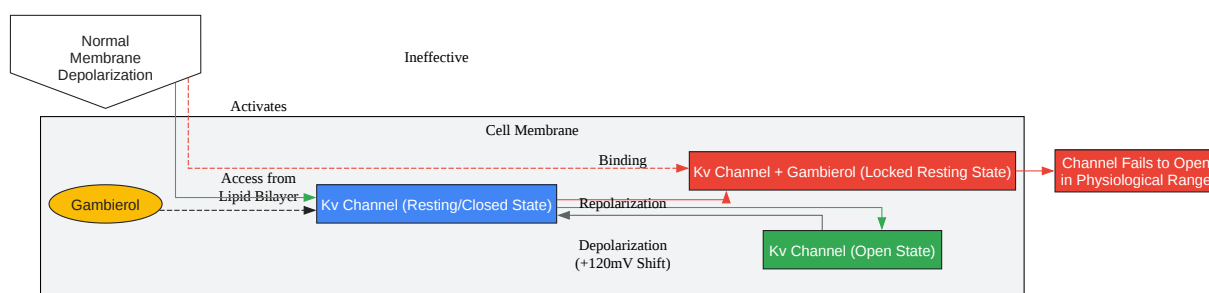 Normal
Membrane
Depolarization
Ineffective
Activates
Cell Membrane
Binding
Kv Channel + Gambierol (Locked Resting State)
Channel Fails to Open
in Physiological Range
Access from
Lipid Bilayer
Gambierol
Kv Channel (Resting/Closed State)
Repolarization
Depolarization
(+120mV Shift)
Kv Channel (Open State)